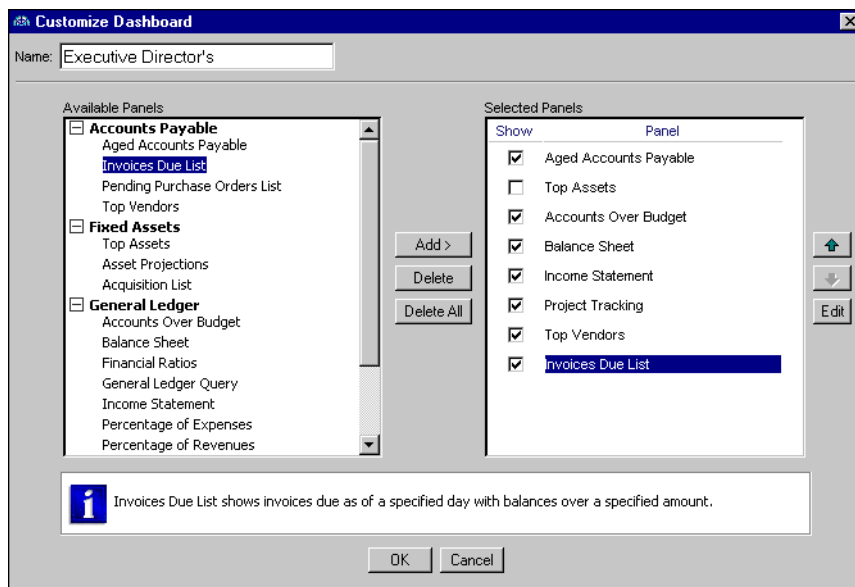 Customize Dashboard
Name: Executive Director's
Available Panels
Accounts Payable
Aged Accounts Payable
Invoices Due List
Pending Purchase Orders List
Top Vendors
Fixed Assets
Top Assets
Asset Projections
Acquisition List
General Ledger
Accounts Over Budget
Balance Sheet
Financial Ratios
General Ledger Query
Income Statement
Percentage of Expenses
Percentage of Revenues
Add >
Delete
Delete All
Selected Panels
Show Panel
Aged Accounts Payable
Top Assets
Accounts Over Budget
Balance Sheet
Income Statement
Project Tracking
Top Vendors
Invoices Due List
Edit
Invoices Due List shows invoices due as of a specified day with balances over a specified amount.
OK Cancel